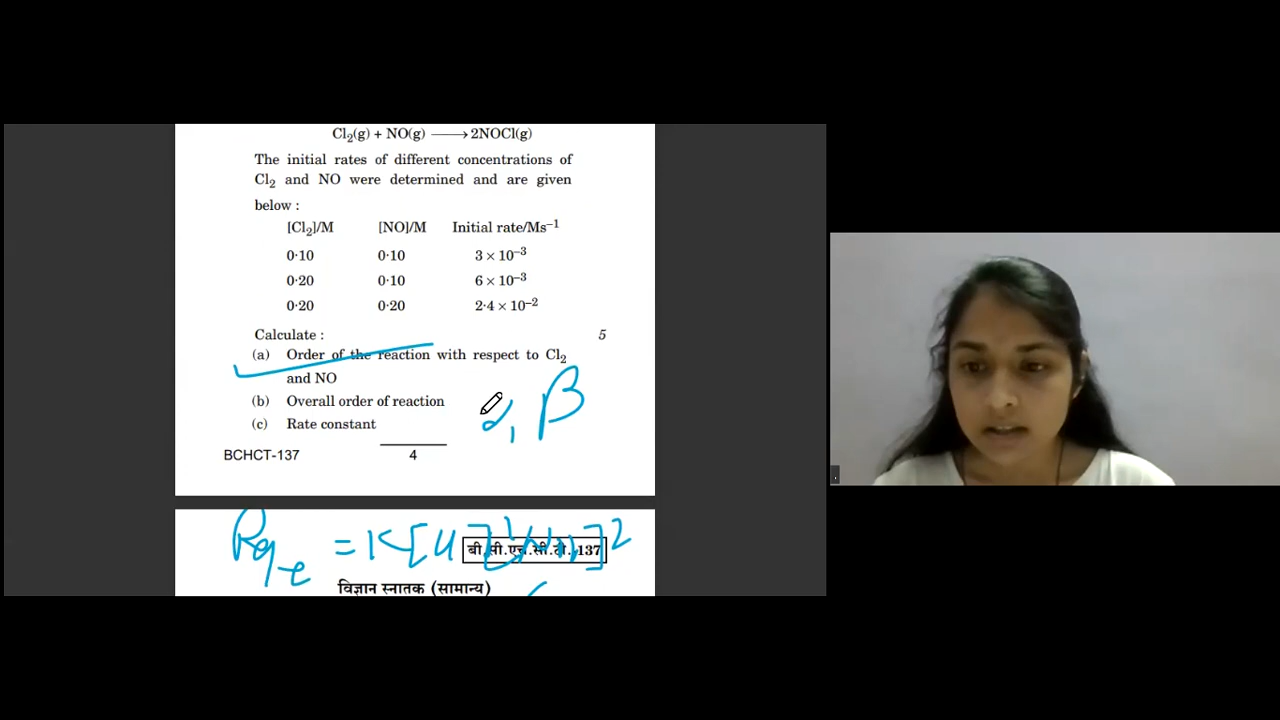 Cl₂(g) + NO(g) ⟶ 2NOCl(g)
The initial rates of different concentrations of
Cl₂ and NO were determined and are given
below :
[Cl₂]/M [NO]/M Initial rate/Ms⁻¹
0·10 0·10 3 × 10⁻³
0·20 0·10 6 × 10⁻³
0·20 0·20 2·4 × 10⁻²
Calculate : 5
(a) Order of the reaction with respect to Cl₂
and NO
(b) Overall order of reaction
(c) Rate constant
α, β
BCHCT-137 4
= K[
]²
बी.सी.एच.सी.टी.-137
विज्ञान स्नातक (सामान्य)